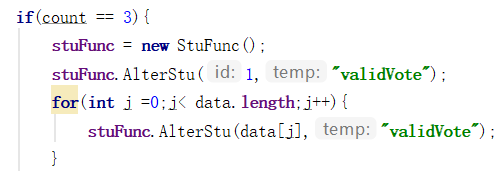 if(count == 3){
stuFunc = new StuFunc();
stuFunc.AlterStu( id: 1, temp: "validVote");
for(int j =0;j< data.length;j++){
stuFunc.AlterStu(data[j], temp: "validVote");
}